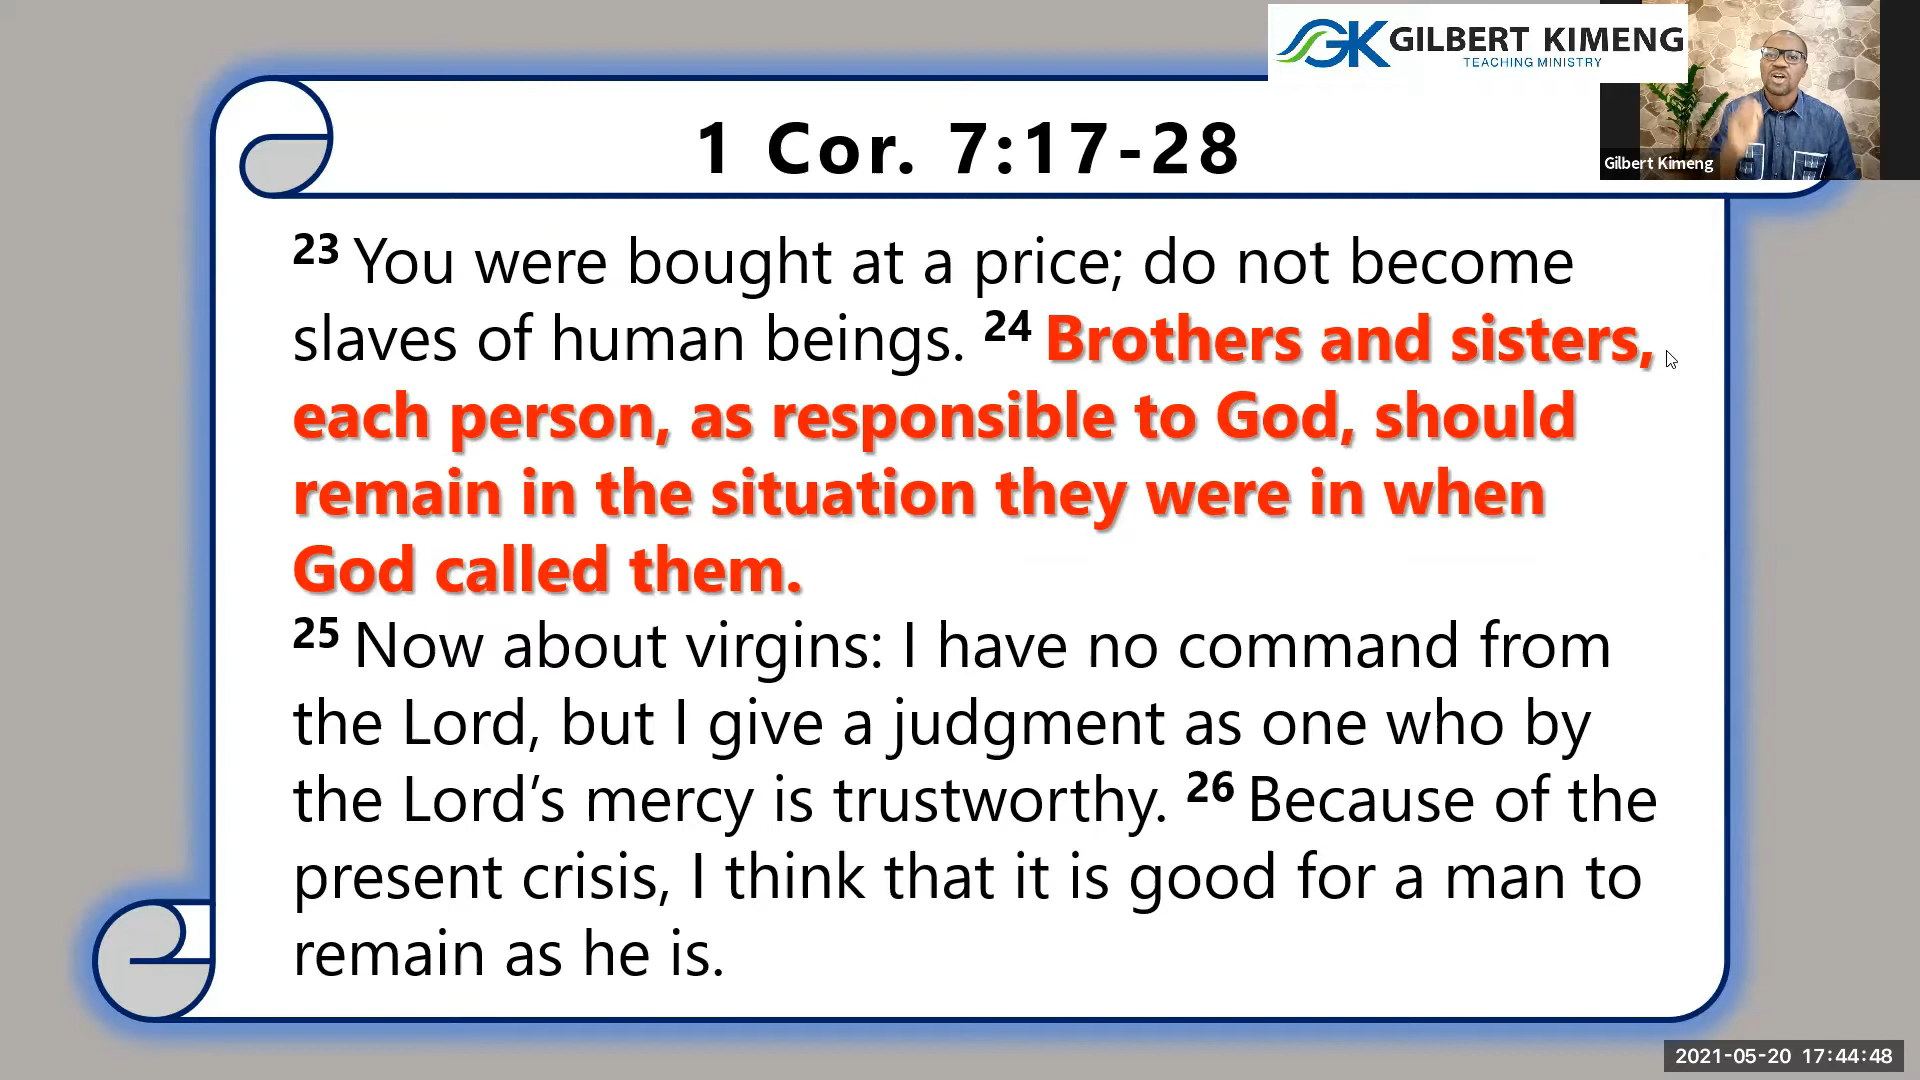 GK GILBERT KIMENG
TEACHING MINISTRY
Gilbert Kimeng
1 Cor. 7:17-28
23 You were bought at a price; do not become
slaves of human beings. 24 Brothers and sisters,
each person, as responsible to God, should
remain in the situation they were in when
God called them.
25 Now about virgins: I have no command from
the Lord, but I give a judgment as one who by
the Lord’s mercy is trustworthy. 26 Because of the
present crisis, I think that it is good for a man to
remain as he is.
2021-05-20 17:44:48